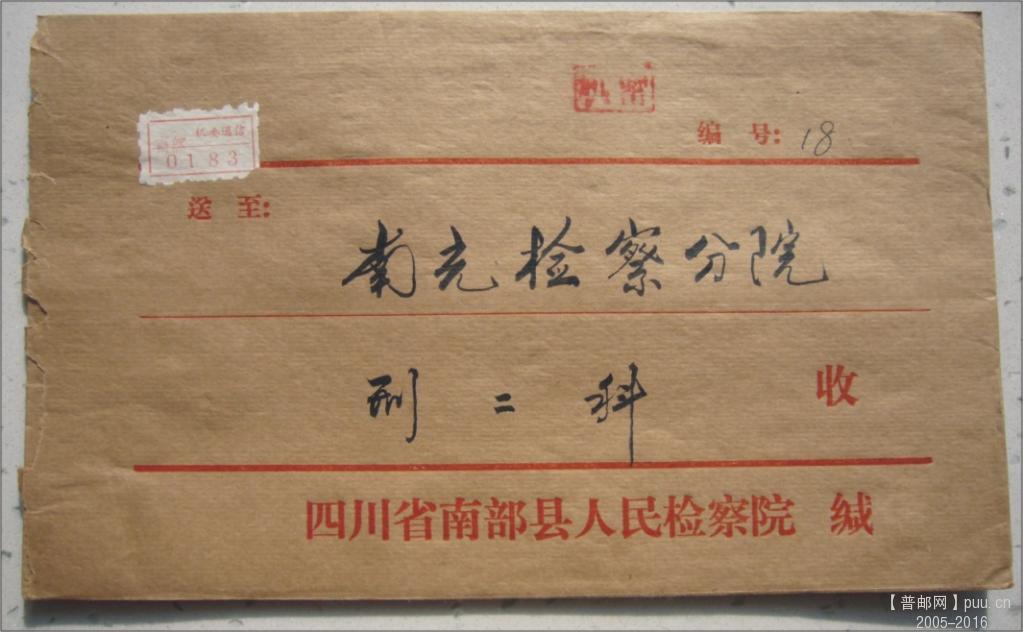 编 号: 18
机要通信
0183
送 至:
南充检察分院
刑二科 收
四川省南部县人民检察院 缄
【普邮网】puu.cn
2005-2016